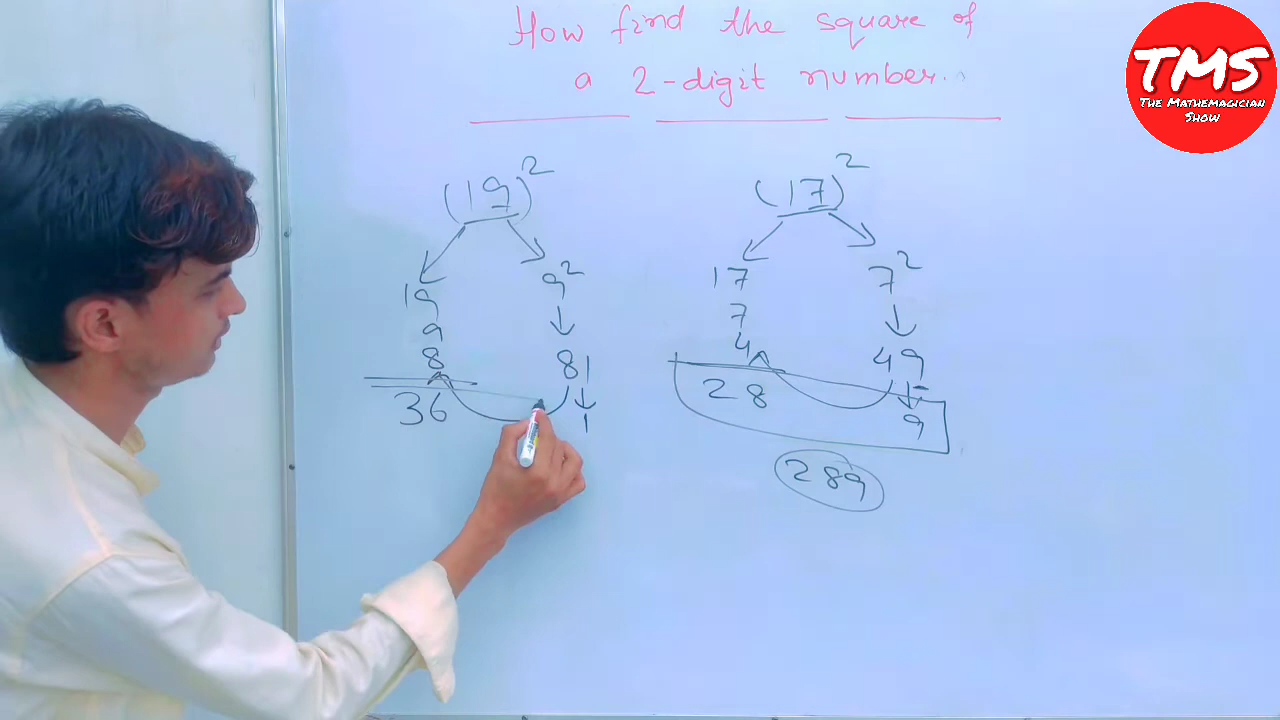 How find the square of
a 2-digit number.
TMS
The Mathemagician
Show
(19)²
19 9²
9
8 81
36 1
(17)²
17 7²
7
4 49
28 9
289